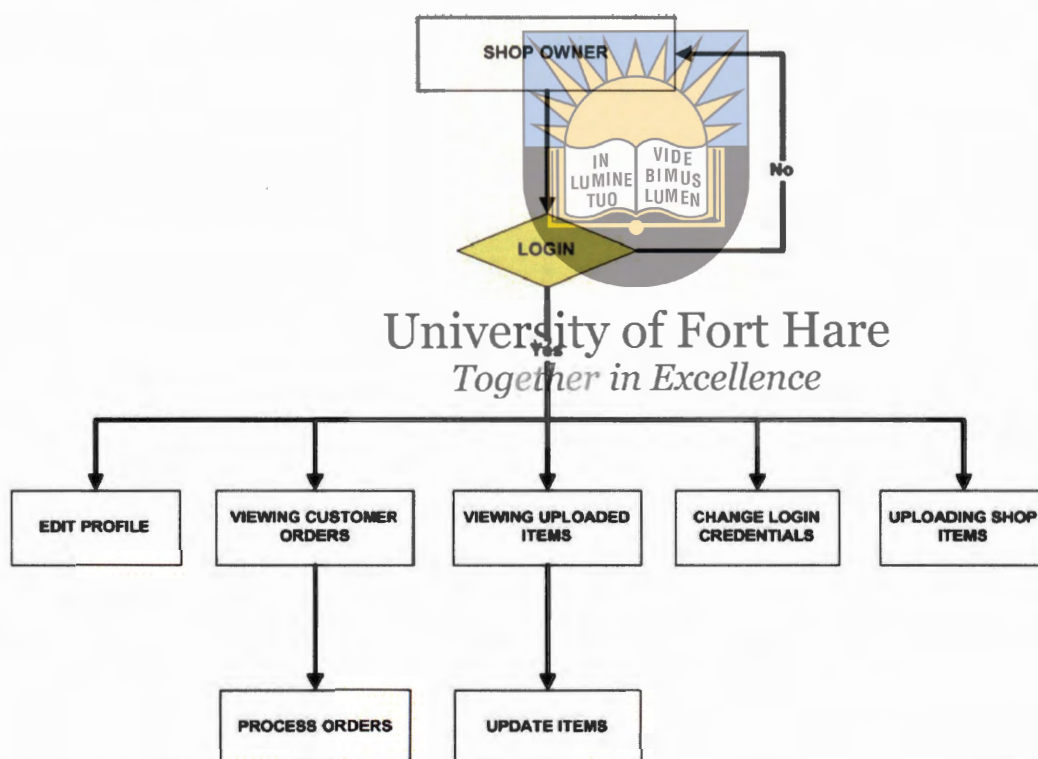 SHOP OWNER
IN
LUMINE
TUO
VIDE
BIMUS
LUMEN
No
LOGIN
University of Fort Hare
Yes
Together in Excellence
EDIT PROFILE
VIEWING CUSTOMER
ORDERS
VIEWING UPLOADED
ITEMS
CHANGE LOGIN
CREDENTIALS
UPLOADING SHOP
ITEMS
PROCESS ORDERS
UPDATE ITEMS